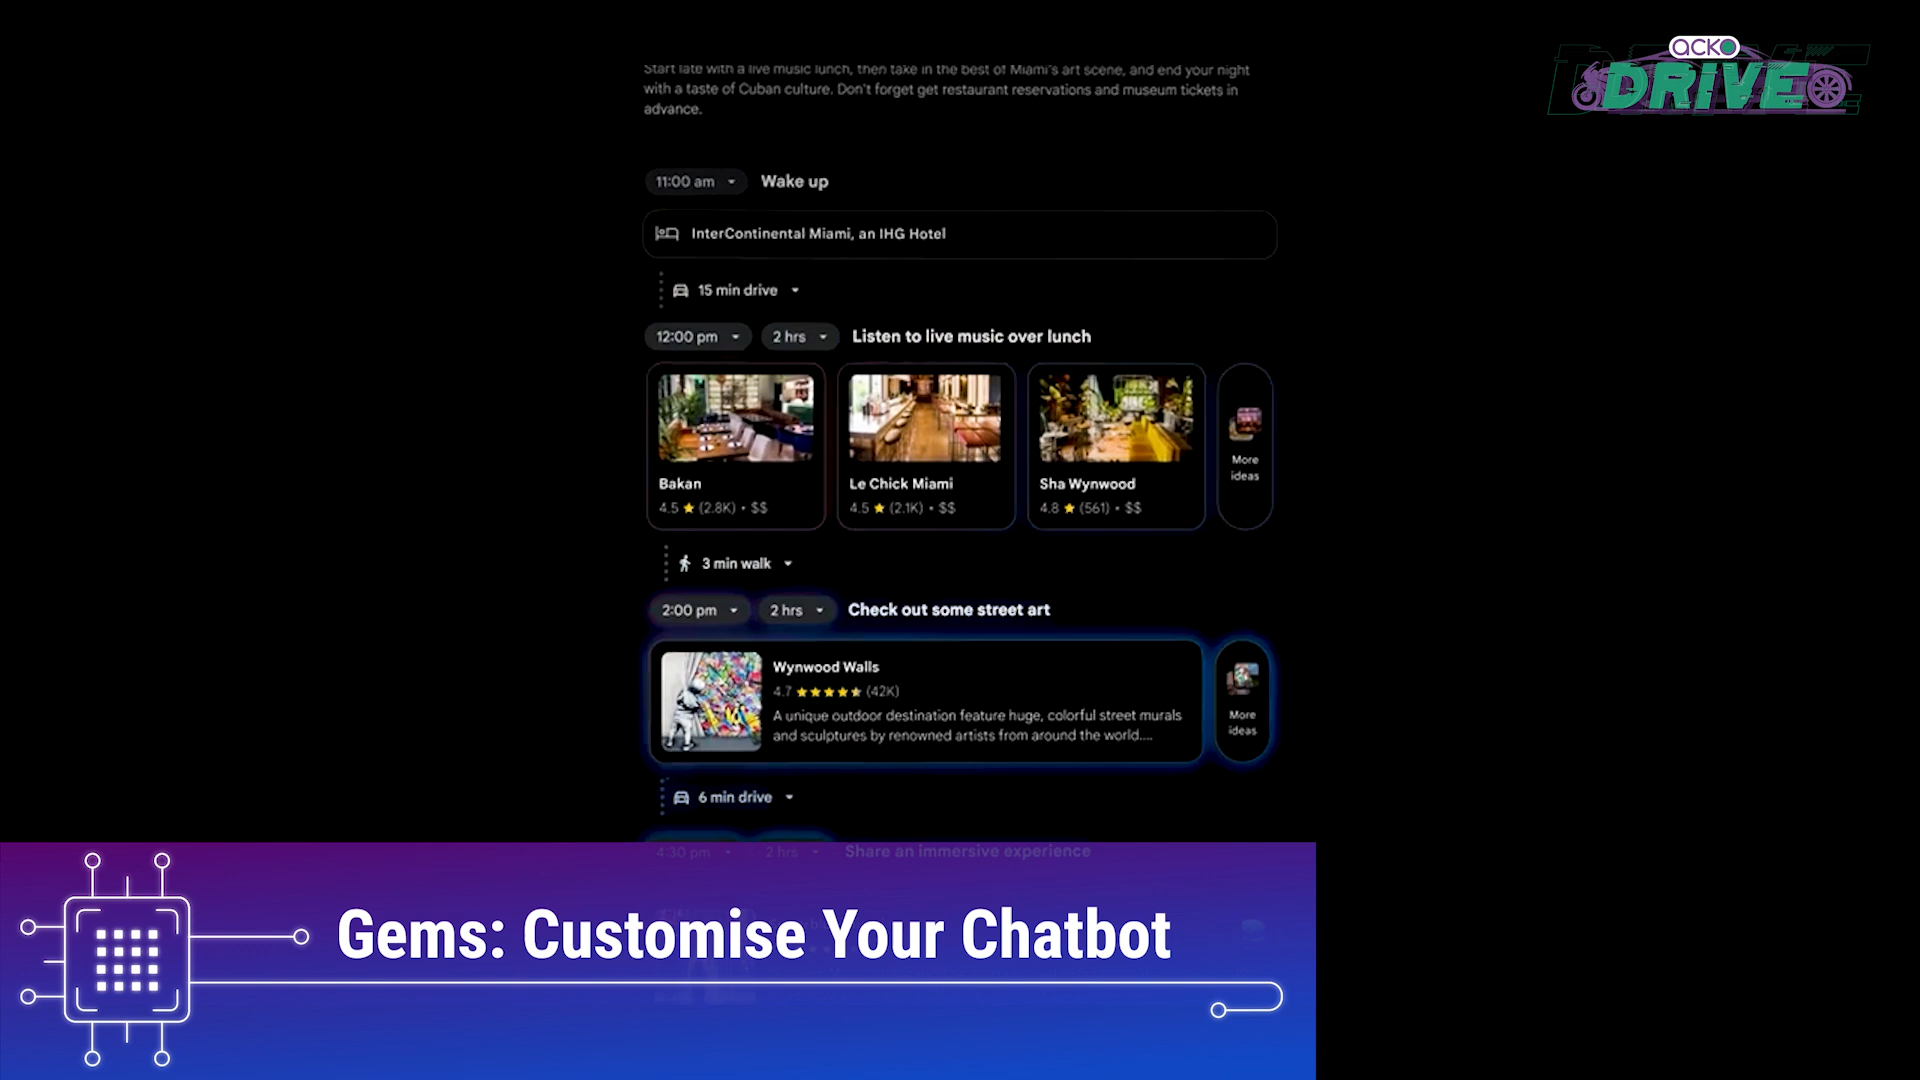 acko
DRIVE
Start late with a live music lunch, then take in the best of Miami's art scene, and end your night
with a taste of Cuban culture. Don't forget get restaurant reservations and museum tickets in
advance.
11:00 am Wake up
InterContinental Miami, an IHG Hotel
15 min drive
12:00 pm 2 hrs Listen to live music over lunch
Bakan
4.5 ★ (2.8K) • $$
Le Chick Miami
4.5 ★ (2.1K) • $$
Sha Wynwood
4.8 ★ (561) • $$
More
ideas
3 min walk
2:00 pm 2 hrs Check out some street art
Wynwood Walls
4.7 ★★★★★ (42K)
A unique outdoor destination feature huge, colorful street murals
and sculptures by renowned artists from around the world....
More
ideas
6 min drive
4:30 pm 2 hrs Share an immersive experience
Gems: Customise Your Chatbot